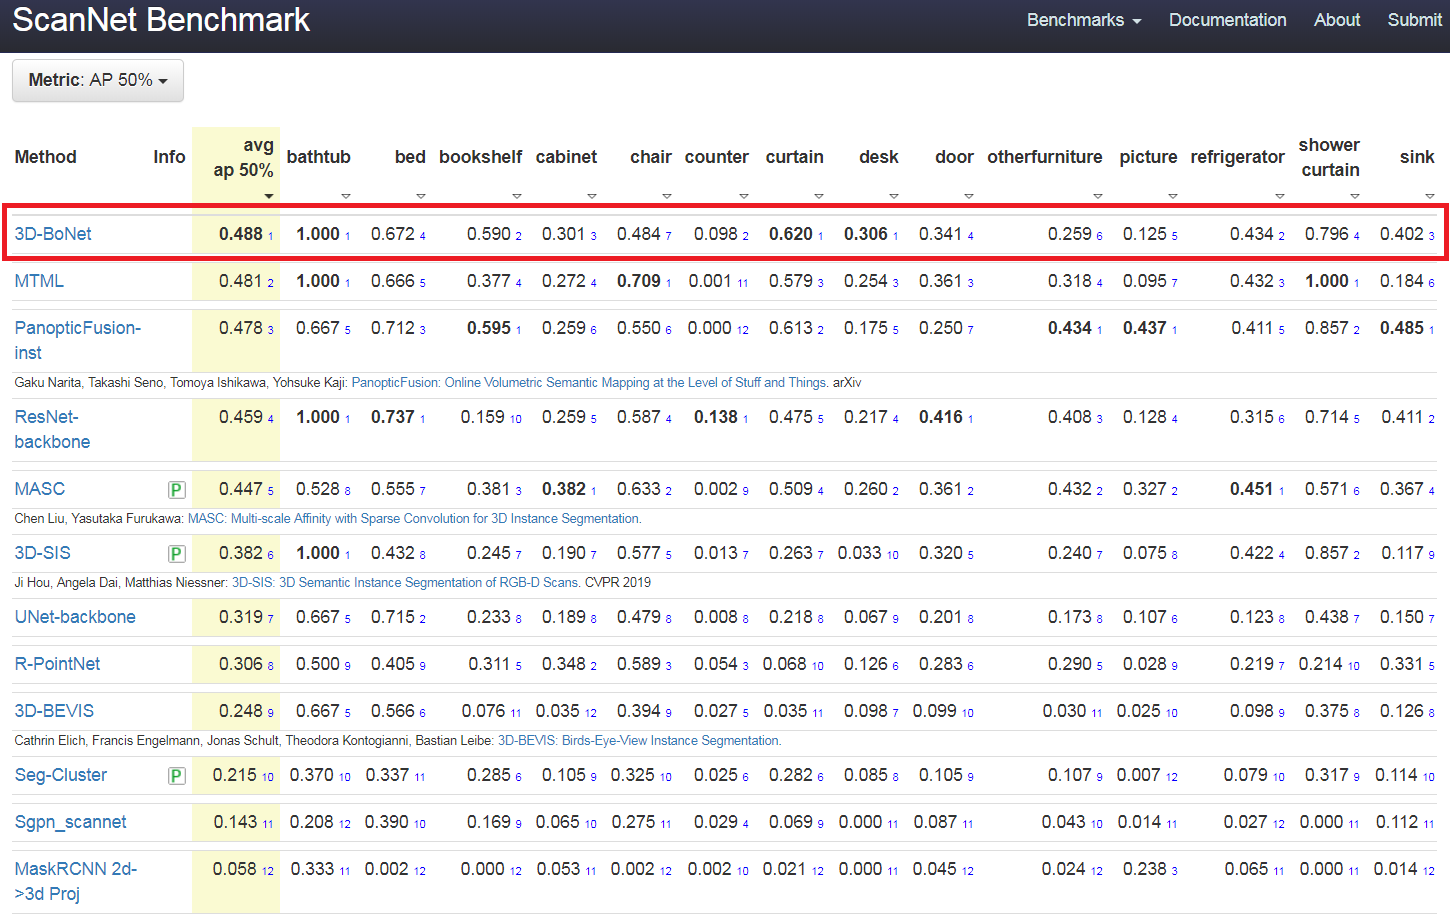 ScanNet Benchmark Benchmarks Documentation About Submit
Metric: AP 50%
Method Info avg ap 50% bathtub bed bookshelf cabinet chair counter curtain desk door otherfurniture picture refrigerator shower curtain sink
3D-BoNet 0.488 1 1.000 1 0.672 4 0.590 2 0.301 3 0.484 7 0.098 2 0.620 1 0.306 1 0.341 4 0.259 6 0.125 5 0.434 2 0.796 4 0.402 3
MTML 0.481 2 1.000 1 0.666 5 0.377 4 0.272 4 0.709 1 0.001 11 0.579 3 0.254 3 0.361 3 0.318 4 0.095 7 0.432 3 1.000 1 0.184 6
PanopticFusion-inst 0.478 3 0.667 5 0.712 3 0.595 1 0.259 6 0.550 6 0.000 12 0.613 2 0.175 5 0.250 7 0.434 1 0.437 1 0.411 5 0.857 2 0.485 1
Gaku Narita, Takashi Seno, Tomoya Ishikawa, Yohsuke Kaji: PanopticFusion: Online Volumetric Semantic Mapping at the Level of Stuff and Things. arXiv
ResNet-backbone 0.459 4 1.000 1 0.737 1 0.159 10 0.259 5 0.587 4 0.138 1 0.475 5 0.217 4 0.416 1 0.408 3 0.128 4 0.315 6 0.714 5 0.411 2
MASC P 0.447 5 0.528 8 0.555 7 0.381 3 0.382 1 0.633 2 0.002 9 0.509 4 0.260 2 0.361 2 0.432 2 0.327 2 0.451 1 0.571 6 0.367 4
Chen Liu, Yasutaka Furukawa: MASC: Multi-scale Affinity with Sparse Convolution for 3D Instance Segmentation.
3D-SIS P 0.382 6 1.000 1 0.432 8 0.245 7 0.190 7 0.577 5 0.013 7 0.263 7 0.033 10 0.320 5 0.240 7 0.075 8 0.422 4 0.857 2 0.117 9
Ji Hou, Angela Dai, Matthias Niessner: 3D-SIS: 3D Semantic Instance Segmentation of RGB-D Scans. CVPR 2019
UNet-backbone 0.319 7 0.667 5 0.715 2 0.233 8 0.189 8 0.479 8 0.008 8 0.218 8 0.067 9 0.201 8 0.173 8 0.107 6 0.123 8 0.438 7 0.150 7
R-PointNet 0.306 8 0.500 9 0.405 9 0.311 5 0.348 2 0.589 3 0.054 3 0.068 10 0.126 6 0.283 6 0.290 5 0.028 9 0.219 7 0.214 10 0.331 5
3D-BEVIS 0.248 9 0.667 5 0.566 6 0.076 11 0.035 12 0.394 9 0.027 5 0.035 11 0.098 7 0.099 10 0.030 11 0.025 10 0.098 9 0.375 8 0.126 8
Cathrin Elich, Francis Engelmann, Jonas Schult, Theodora Kontogianni, Bastian Leibe: 3D-BEVIS: Birds-Eye-View Instance Segmentation.
Seg-Cluster P 0.215 10 0.370 10 0.337 11 0.285 6 0.105 9 0.325 10 0.025 6 0.282 6 0.085 8 0.105 9 0.107 9 0.007 12 0.079 10 0.317 9 0.114 10
Sgpn_scannet 0.143 11 0.208 12 0.390 10 0.169 9 0.065 10 0.275 11 0.029 4 0.069 9 0.000 11 0.087 11 0.043 10 0.014 11 0.027 12 0.000 11 0.112 11
MaskRCNN 2d->3d Proj 0.058 12 0.333 11 0.002 12 0.000 12 0.053 11 0.002 12 0.002 10 0.021 12 0.000 11 0.045 12 0.024 12 0.238 3 0.065 11 0.000 11 0.014 12